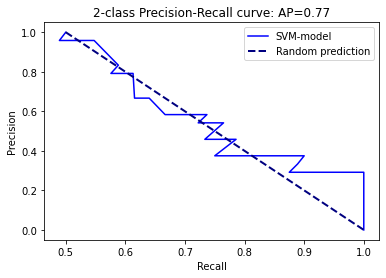 2-class Precision-Recall curve: AP=0.77
SVM-model
Random prediction
Precision
1.0
0.8
0.6
0.4
0.2
0.0
0.5 0.6 0.7 0.8 0.9 1.0
Recall